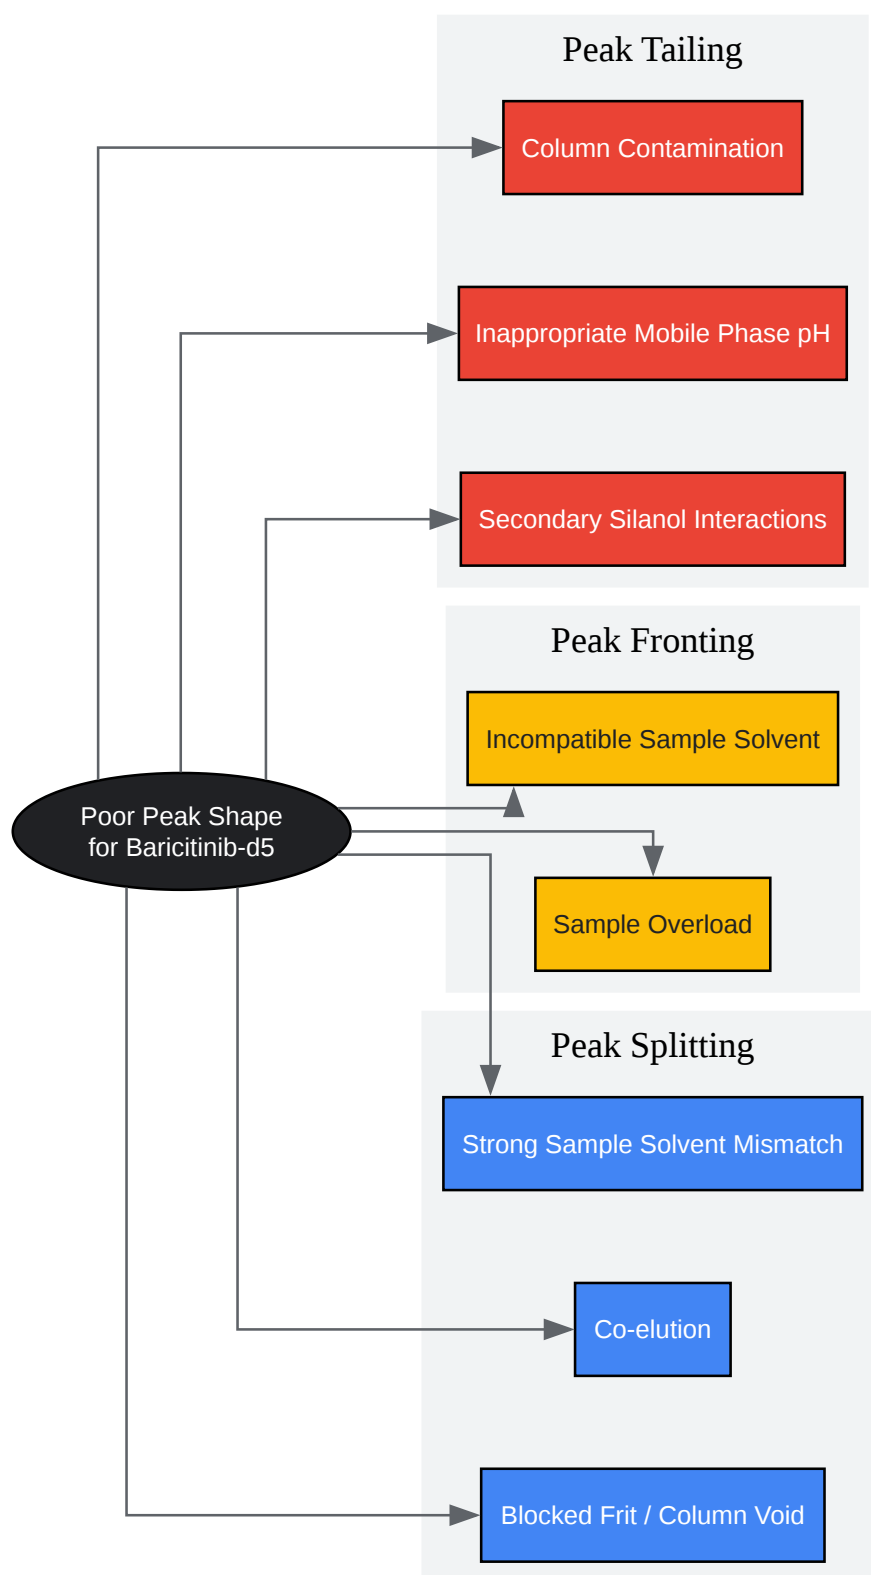 Peak Tailing
Column Contamination
Inappropriate Mobile Phase pH
Secondary Silanol Interactions
Peak Fronting
Incompatible Sample Solvent
Poor Peak Shape
for Baricitinib-d5
Sample Overload
Peak Splitting
Strong Sample Solvent Mismatch
Co-elution
Blocked Frit / Column Void